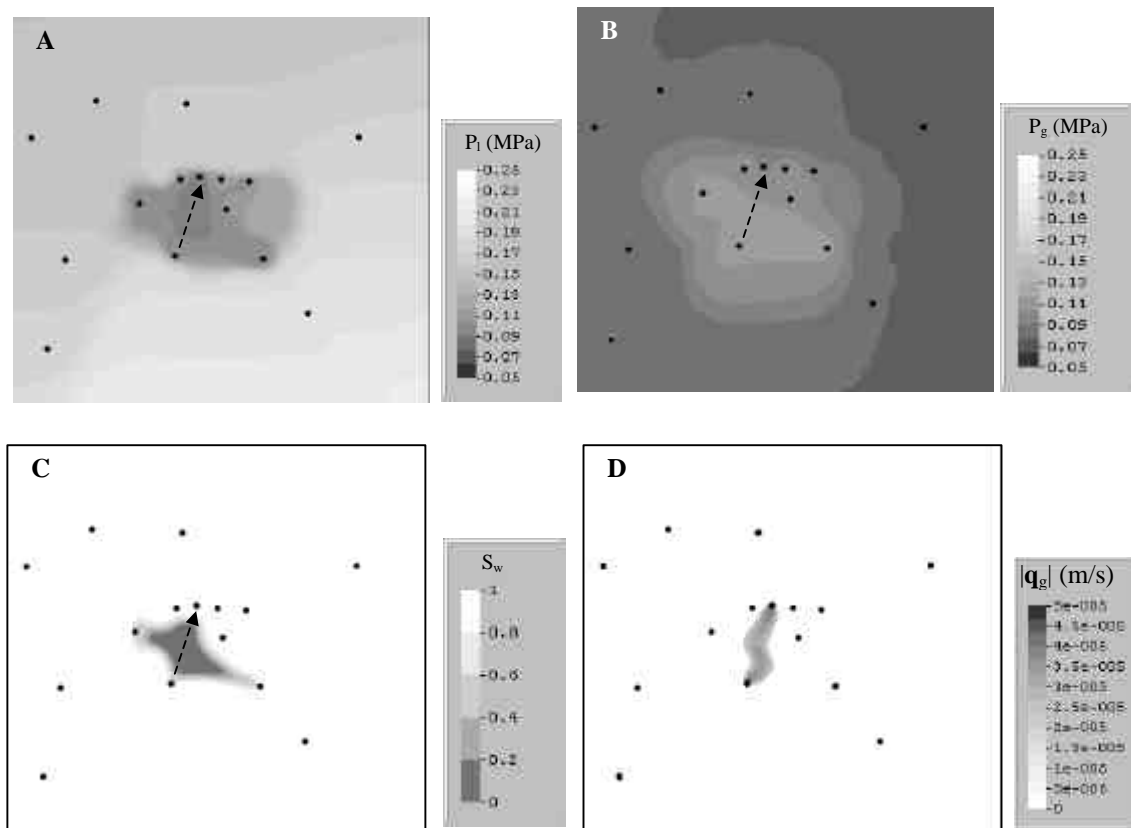 A
P_l (MPa)
0.25
0.23
0.21
0.19
0.17
0.15
0.13
0.11
0.09
0.07
0.05
B
P_g (MPa)
0.25
0.23
0.21
0.19
0.17
0.15
0.13
0.11
0.09
0.07
0.05
C
S_w
1
0.8
0.6
0.4
0.2
0
D
|q_g| (m/s)
5e-005
4.5e-005
4e-005
3.5e-005
3e-005
2.5e-005
2e-005
1.5e-005
1e-005
5e-006
0